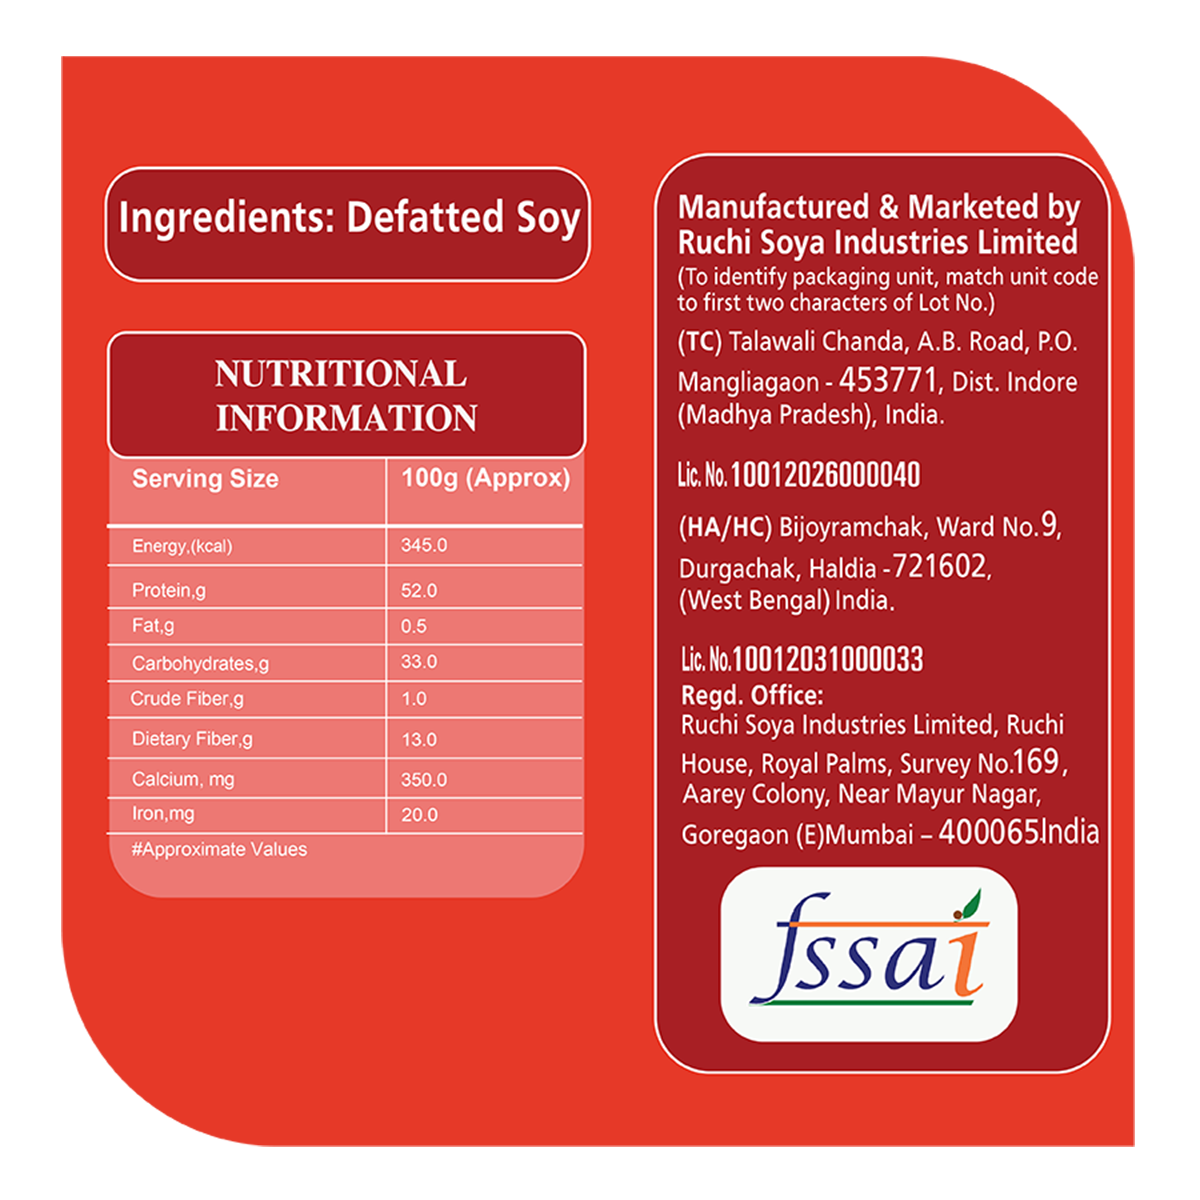 Ingredients: Defatted Soy
NUTRITIONAL
INFORMATION
Serving Size 100g (Approx)
Energy,(kcal) 345.0
Protein,g 52.0
Fat,g 0.5
Carbohydrates,g 33.0
Crude Fiber,g 1.0
Dietary Fiber,g 13.0
Calcium, mg 350.0
Iron,mg 20.0
#Approximate Values
Manufactured & Marketed by
Ruchi Soya Industries Limited
(To identify packaging unit, match unit code
to first two characters of Lot No.)
(TC) Talawali Chanda, A.B. Road, P.O.
Mangliagaon - 453771, Dist. Indore
(Madhya Pradesh), India.
Lic. No. 10012026000040
(HA/HC) Bijoyramchak, Ward No.9,
Durgachak, Haldia -721602,
(West Bengal) India.
Lic. No.10012031000033
Regd. Office:
Ruchi Soya Industries Limited, Ruchi
House, Royal Palms, Survey No.169,
Aarey Colony, Near Mayur Nagar,
Goregaon (E)Mumbai – 400065.India
fssai